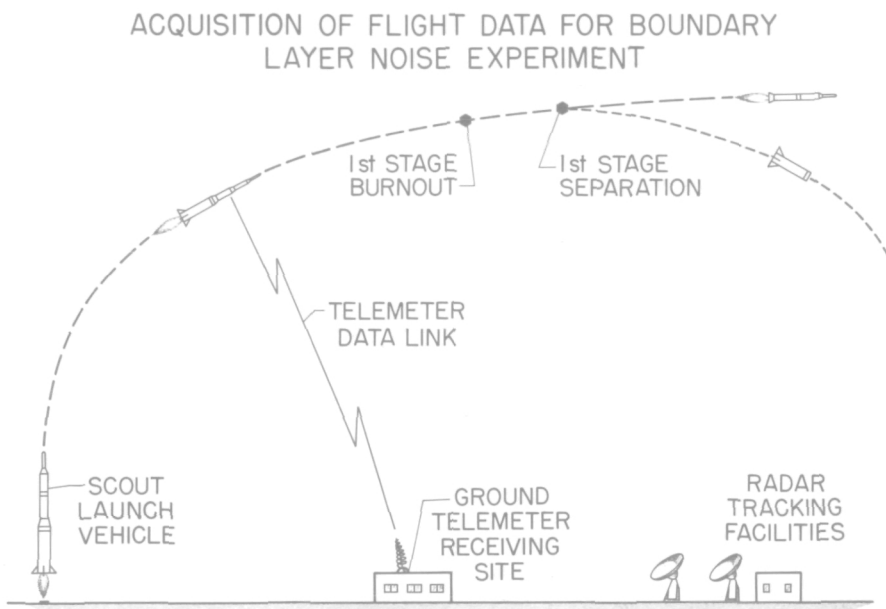 ACQUISITION OF FLIGHT DATA FOR BOUNDARY
LAYER NOISE EXPERIMENT
1st STAGE
BURNOUT
1st STAGE
SEPARATION
TELEMETER
DATA LINK
SCOUT
LAUNCH
VEHICLE
GROUND
TELEMETER
RECEIVING
SITE
RADAR
TRACKING
FACILITIES